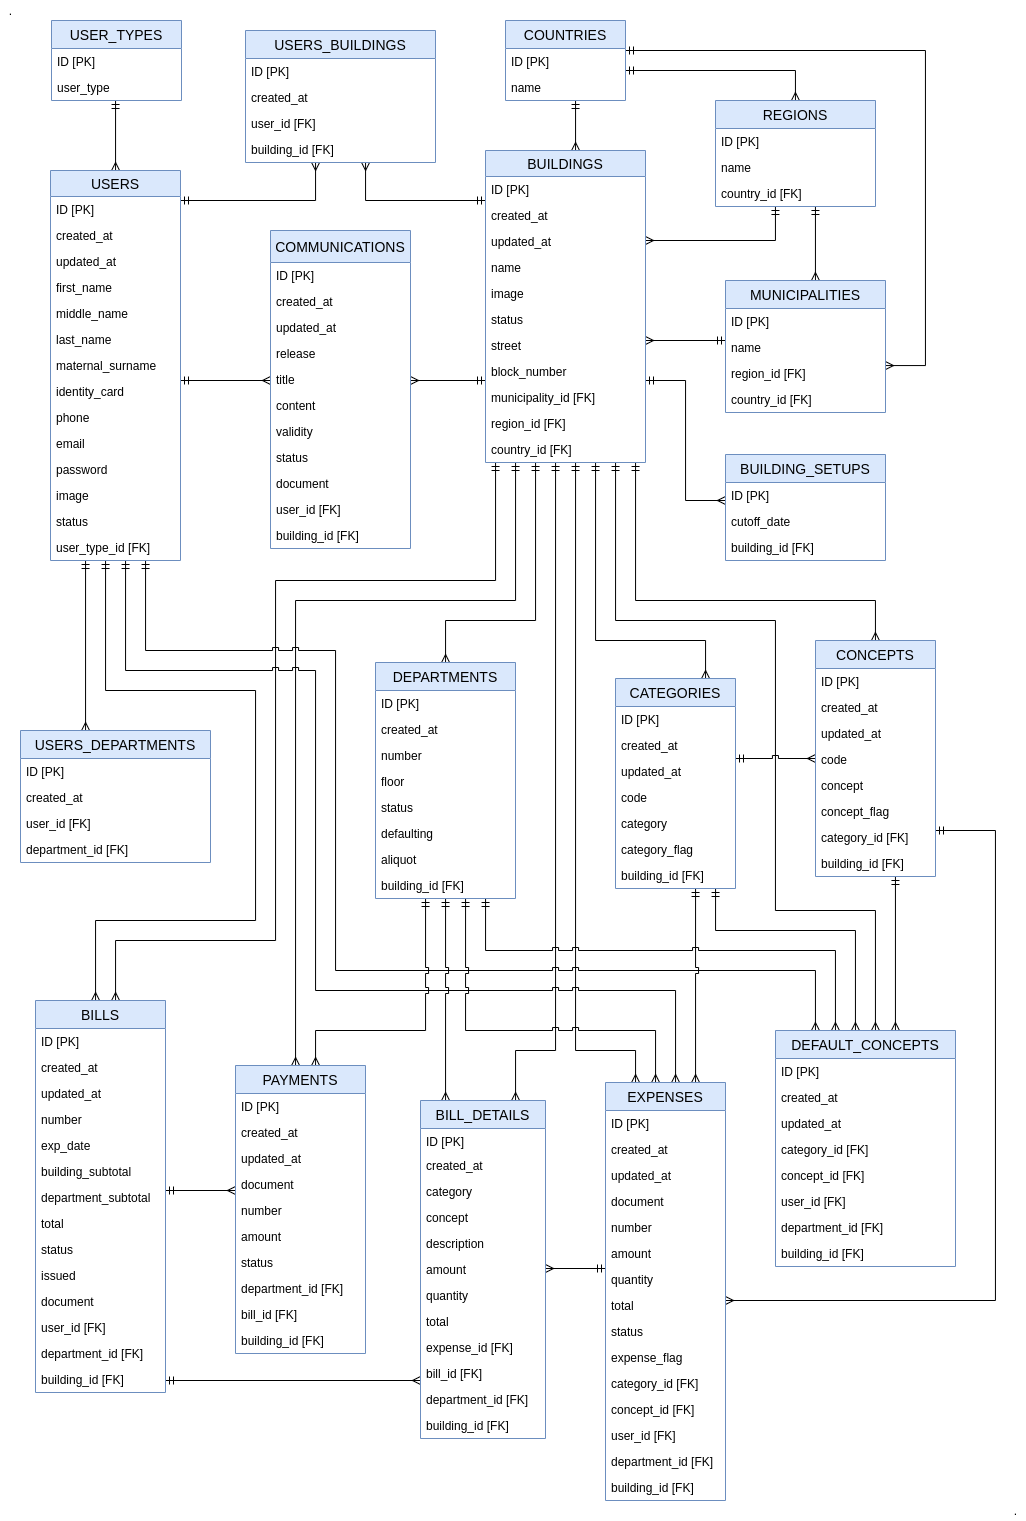 USER_TYPES
ID [PK]
user_type
USERS_BUILDINGS
ID [PK]
created_at
user_id [FK]
building_id [FK]
COUNTRIES
ID [PK]
name
REGIONS
ID [PK]
name
country_id [FK]
USERS
ID [PK]
created_at
updated_at
first_name
middle_name
last_name
maternal_surname
identity_card
phone
email
password
image
status
user_type_id [FK]
COMMUNICATIONS
ID [PK]
created_at
updated_at
release
title
content
validity
status
document
user_id [FK]
building_id [FK]
BUILDINGS
ID [PK]
created_at
updated_at
name
image
status
street
block_number
municipality_id [FK]
region_id [FK]
country_id [FK]
MUNICIPALITIES
ID [PK]
name
region_id [FK]
country_id [FK]
BUILDING_SETUPS
ID [PK]
cutoff_date
building_id [FK]
USERS_DEPARTMENTS
ID [PK]
created_at
user_id [FK]
department_id [FK]
DEPARTMENTS
ID [PK]
created_at
number
floor
status
defaulting
aliquot
building_id [FK]
CATEGORIES
ID [PK]
created_at
updated_at
code
category
category_flag
building_id [FK]
CONCEPTS
ID [PK]
created_at
updated_at
code
concept
concept_flag
category_id [FK]
building_id [FK]
BILLS
ID [PK]
created_at
updated_at
number
exp_date
building_subtotal
department_subtotal
total
status
issued
document
user_id [FK]
department_id [FK]
building_id [FK]
PAYMENTS
ID [PK]
created_at
updated_at
document
number
amount
status
department_id [FK]
bill_id [FK]
building_id [FK]
BILL_DETAILS
ID [PK]
created_at
category
concept
description
amount
quantity
total
expense_id [FK]
bill_id [FK]
department_id [FK]
building_id [FK]
EXPENSES
ID [PK]
created_at
updated_at
document
number
amount
quantity
total
status
expense_flag
category_id [FK]
concept_id [FK]
user_id [FK]
department_id [FK]
building_id [FK]
DEFAULT_CONCEPTS
ID [PK]
created_at
updated_at
category_id [FK]
concept_id [FK]
user_id [FK]
department_id [FK]
building_id [FK]